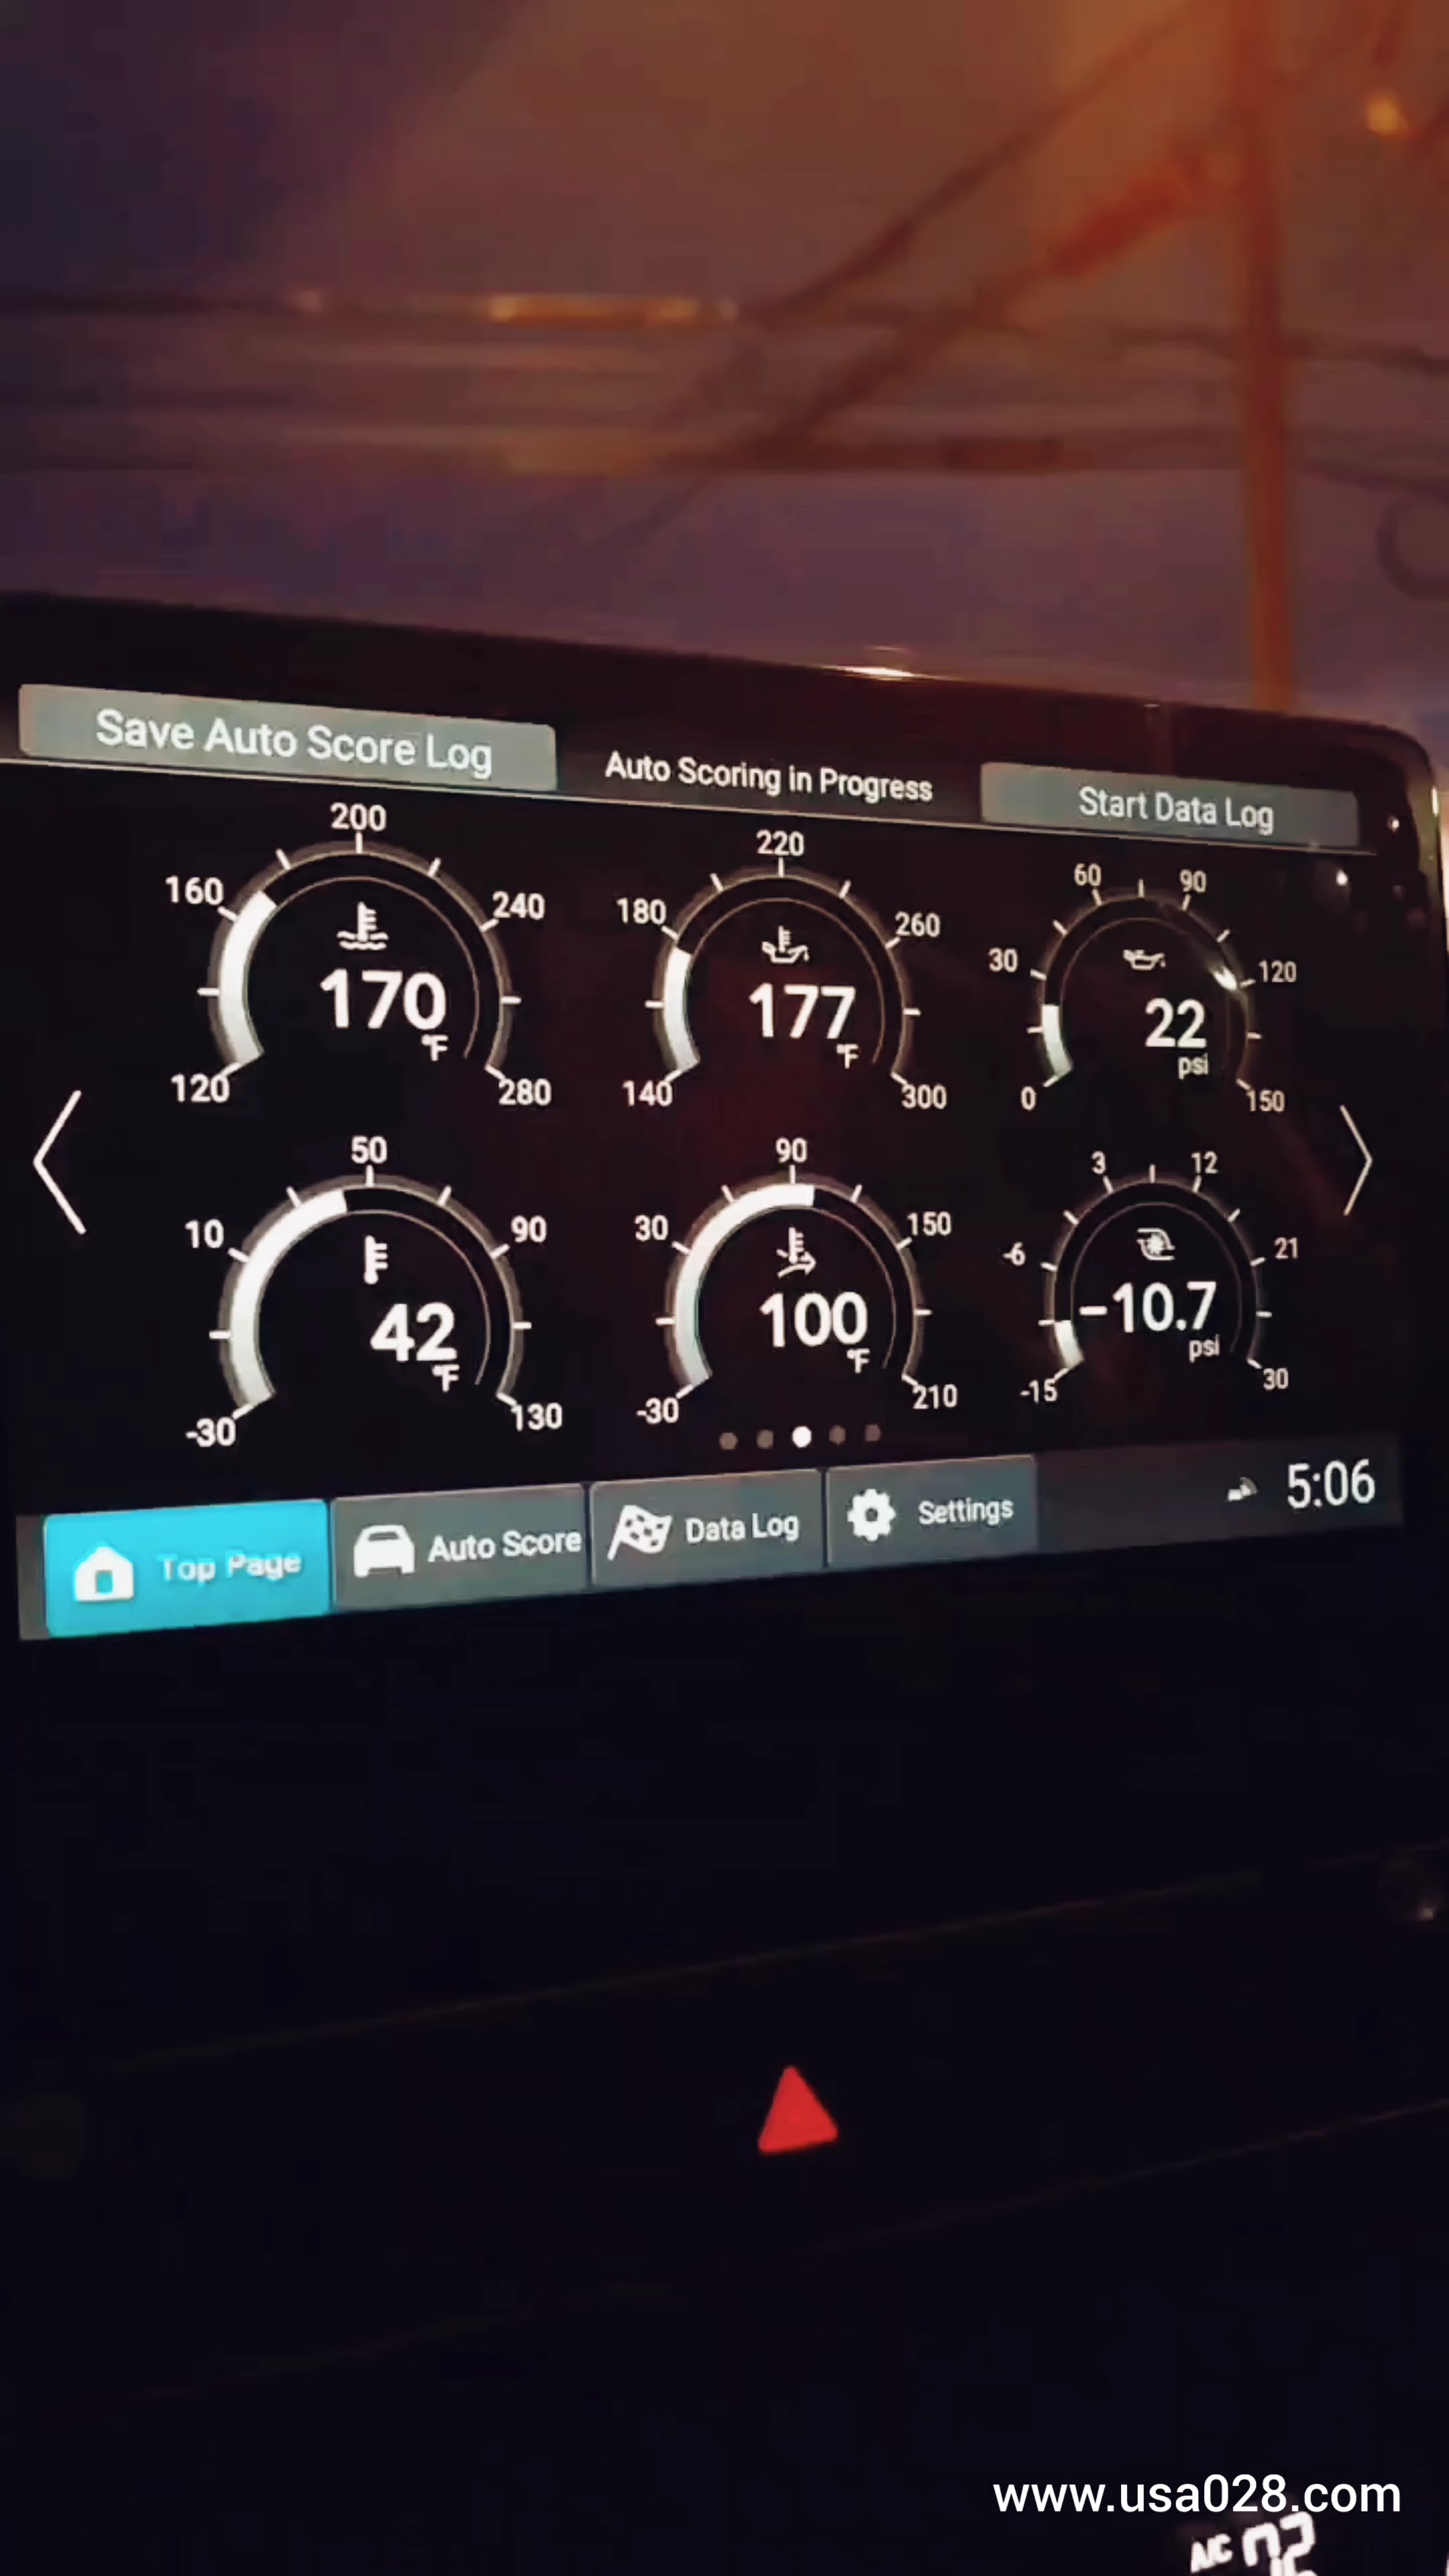 Save Auto Score Log
Auto Scoring in Progress
Start Data Log
200
160
240
170
°F
120
280
220
180
260
177
°F
140
300
60
90
30
120
22
psi
0
150
50
10
90
42
°F
-30
130
90
30
150
100
°F
-30
210
3
12
-6
21
-10.7
psi
-15
30
Top Page
Auto Score
Data Log
Settings
5:06
www.usa028.com
A/C 72